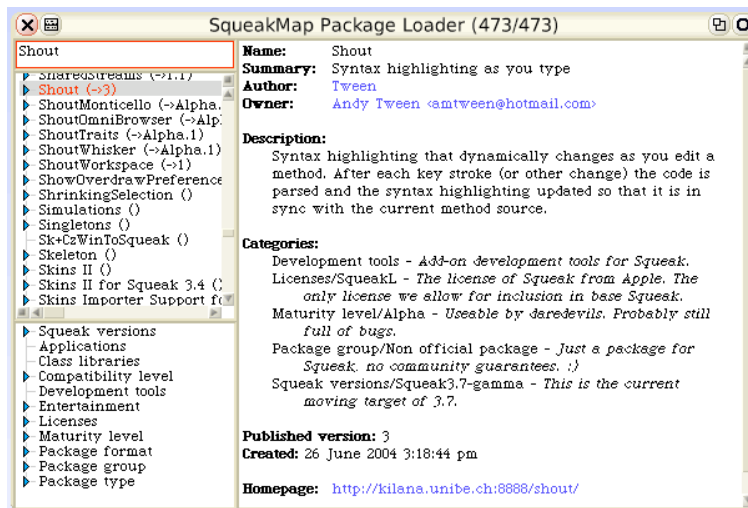 SqueakMap Package Loader (473/473)
Shout
SharedStreams (->1.1)
Shout (->3)
ShoutMonticello (->Alpha.
ShoutOmniBrowser (->Alp
ShoutTraits (->Alpha.1)
ShoutWhisker (->Alpha.1)
ShoutWorkspace (->1)
ShowOverdrawPreference
ShrinkingSelection ()
Simulations ()
Singletons ()
Sk+CzWinToSqueak ()
Skeleton ()
Skins II ()
Skins II for Squeak 3.4 ()
Skins Importer Support fo
Squeak versions
Applications
Class libraries
Compatibility level
Development tools
Entertainment
Licenses
Maturity level
Package format
Package group
Package type
Name: Shout
Summary: Syntax highlighting as you type
Author: Tween
Owner: Andy Tween <amtween@hotmail.com>
Description:
Syntax highlighting that dynamically changes as you edit a
method. After each key stroke (or other change) the code is
parsed and the syntax highlighting updated so that it is in
sync with the current method source.
Categories:
Development tools - Add-on development tools for Squeak.
Licenses/SqueakL - The license of Squeak from Apple. The
only license we allow for inclusion in base Squeak.
Maturity level/Alpha - Useable by daredevils. Probably still
full of bugs.
Package group/Non official package - Just a package for
Squeak, no community guarantees. :)
Squeak versions/Squeak3.7-gamma - This is the current
moving target of 3.7.
Published version: 3
Created: 26 June 2004 3:18:44 pm
Homepage: http://kilana.unibe.ch:8888/shout/